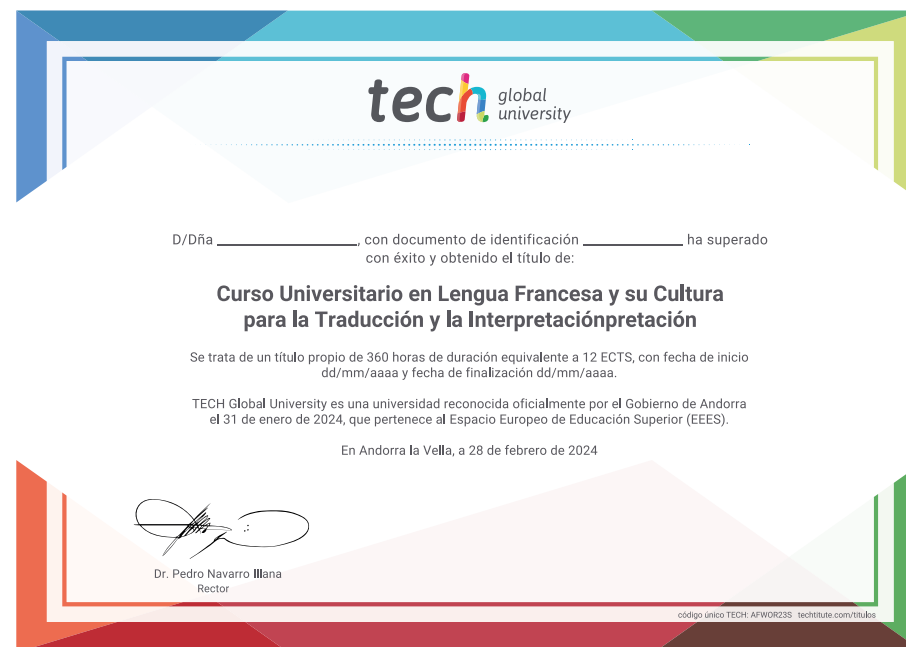 tech global university
D/Dña ____________, con documento de identificación ____________ ha superado
con éxito y obtenido el título de:
Curso Universitario en Lengua Francesa y su Cultura
para la Traducción y la Interpretaciónpretación
Se trata de un título propio de 360 horas de duración equivalente a 12 ECTS, con fecha de inicio
dd/mm/aaaa y fecha de finalización dd/mm/aaaa.
TECH Global University es una universidad reconocida oficialmente por el Gobierno de Andorra
el 31 de enero de 2024, que pertenece al Espacio Europeo de Educación Superior (EEES).
En Andorra la Vella, a 28 de febrero de 2024
Dr. Pedro Navarro Illana
Rector
código único TECH: AFWOR23S techtitute.com/titulos